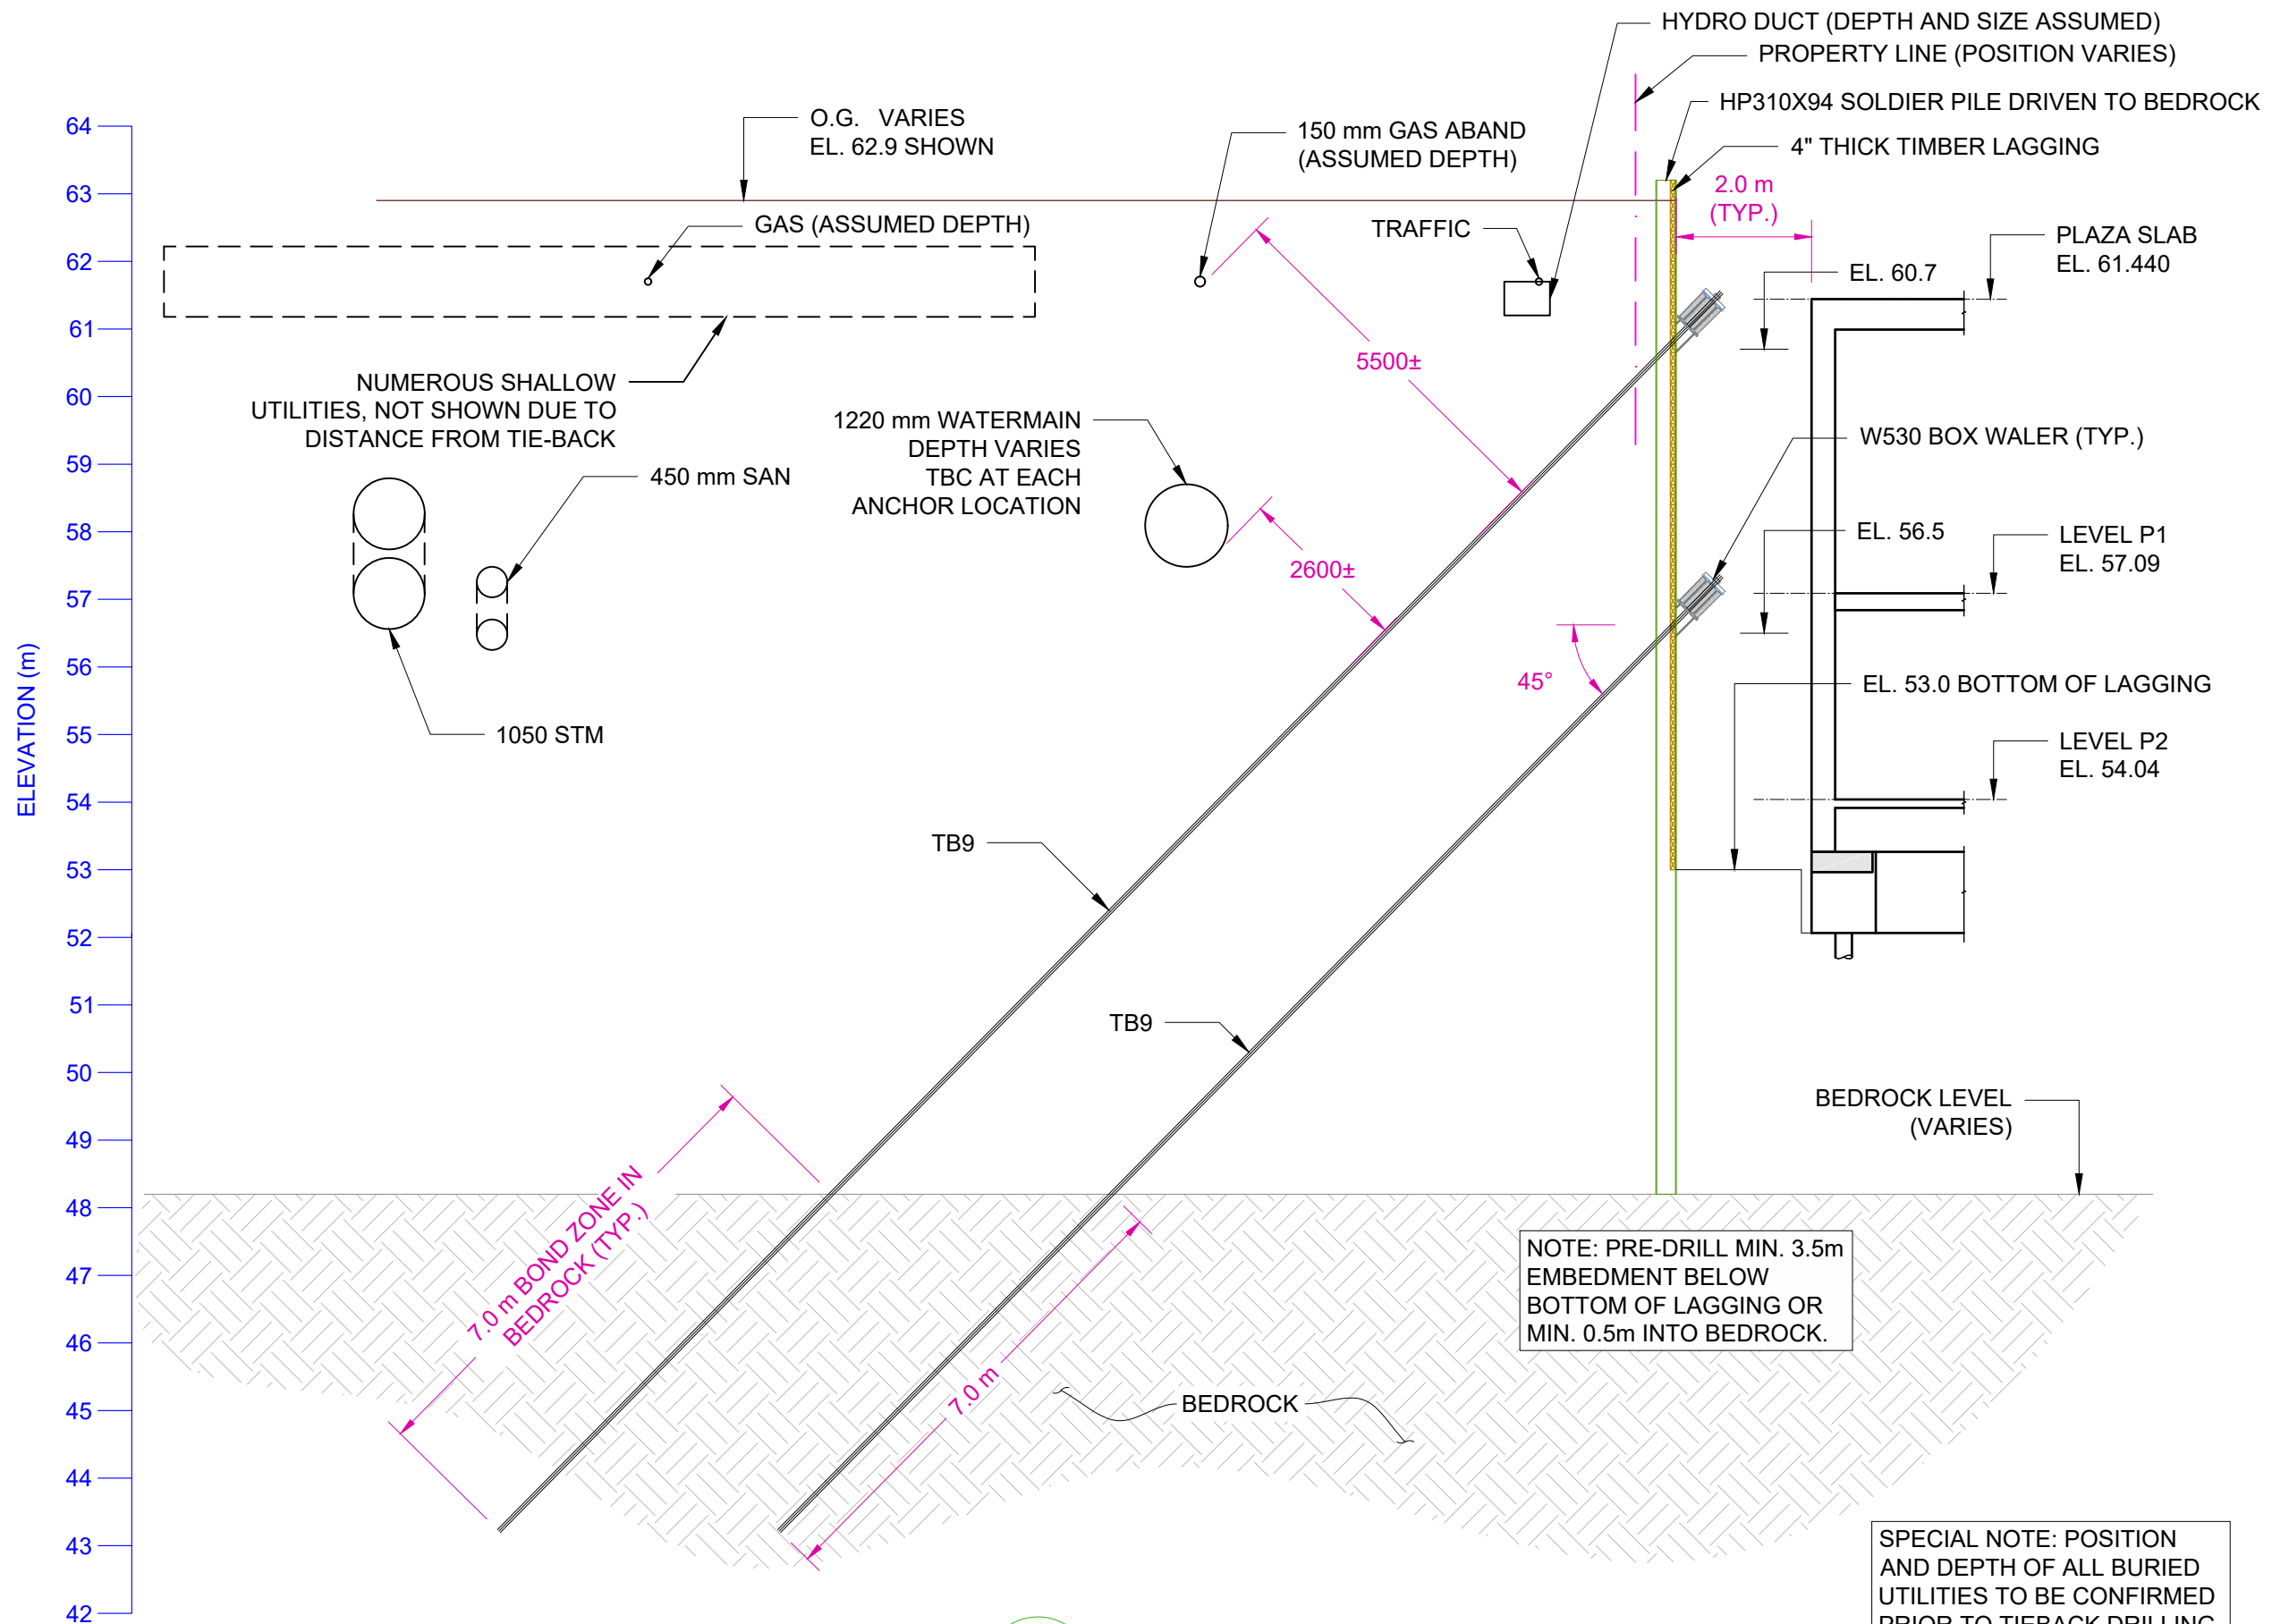 HYDRO DUCT (DEPTH AND SIZE ASSUMED)
PROPERTY LINE (POSITION VARIES)
HP310X94 SOLDIER PILE DRIVEN TO BEDROCK
4" THICK TIMBER LAGGING
O.G. VARIES
EL. 62.9 SHOWN
150 mm GAS ABAND
(ASSUMED DEPTH)
2.0 m
(TYP.)
GAS (ASSUMED DEPTH)
TRAFFIC
PLAZA SLAB
EL. 61.440
EL. 60.7
5500±
NUMEROUS SHALLOW
UTILITIES, NOT SHOWN DUE TO
DISTANCE FROM TIE-BACK
1220 mm WATERMAIN
DEPTH VARIES
TBC AT EACH
ANCHOR LOCATION
W530 BOX WALER (TYP.)
450 mm SAN
2600±
EL. 56.5
LEVEL P1
EL. 57.09
45°
EL. 53.0 BOTTOM OF LAGGING
1050 STM
LEVEL P2
EL. 54.04
TB9
TB9
BEDROCK LEVEL
(VARIES)
7.0 m BOND ZONE IN
BEDROCK (TYP.)
7.0 m
NOTE: PRE-DRILL MIN. 3.5m
EMBEDMENT BELOW
BOTTOM OF LAGGING OR
MIN. 0.5m INTO BEDROCK.
BEDROCK
SPECIAL NOTE: POSITION
AND DEPTH OF ALL BURIED
UTILITIES TO BE CONFIRMED
PRIOR TO TIEBACK DRILLING
ELEVATION (m)
64
63
62
61
60
59
58
57
56
55
54
53
52
51
50
49
48
47
46
45
44
43
42